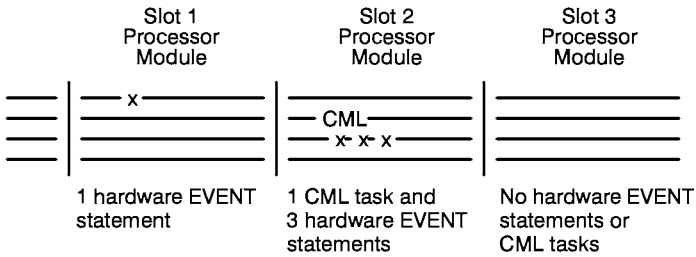 Slot 1
Processor
Module
Slot 2
Processor
Module
Slot 3
Processor
Module
x
CML
x x x
1 hardware EVENT
statement
1 CML task and
3 hardware EVENT
statements
No hardware EVENT
statements or
CML tasks